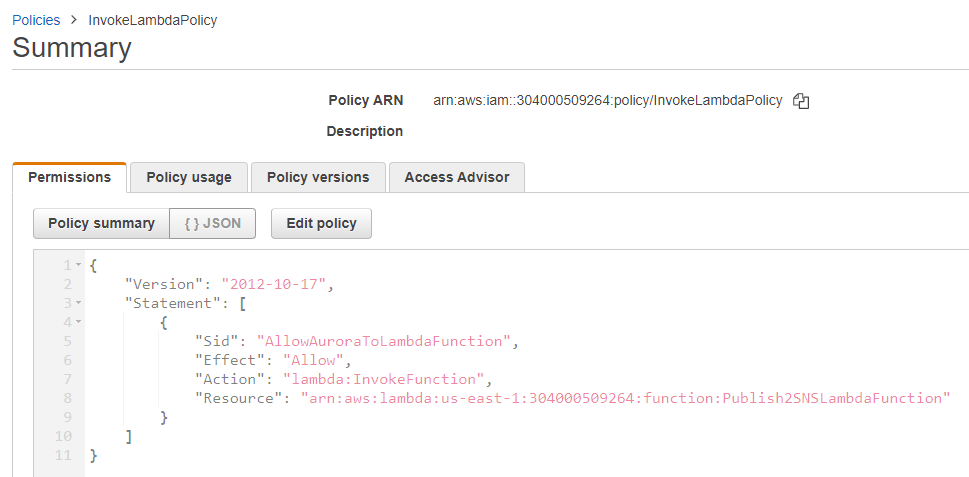 Policies > InvokeLambdaPolicy
Summary
Policy ARN arn:aws:iam::304000509264:policy/InvokeLambdaPolicy
Description
Permissions Policy usage Policy versions Access Advisor
Policy summary { } JSON Edit policy
1 {
2 "Version": "2012-10-17",
3 "Statement": [
4 {
5 "Sid": "AllowAuroraToLambdaFunction",
6 "Effect": "Allow",
7 "Action": "lambda:InvokeFunction",
8 "Resource": "arn:aws:lambda:us-east-1:304000509264:function:Publish2SNSLambdaFunction"
9 }
10 ]
11 }